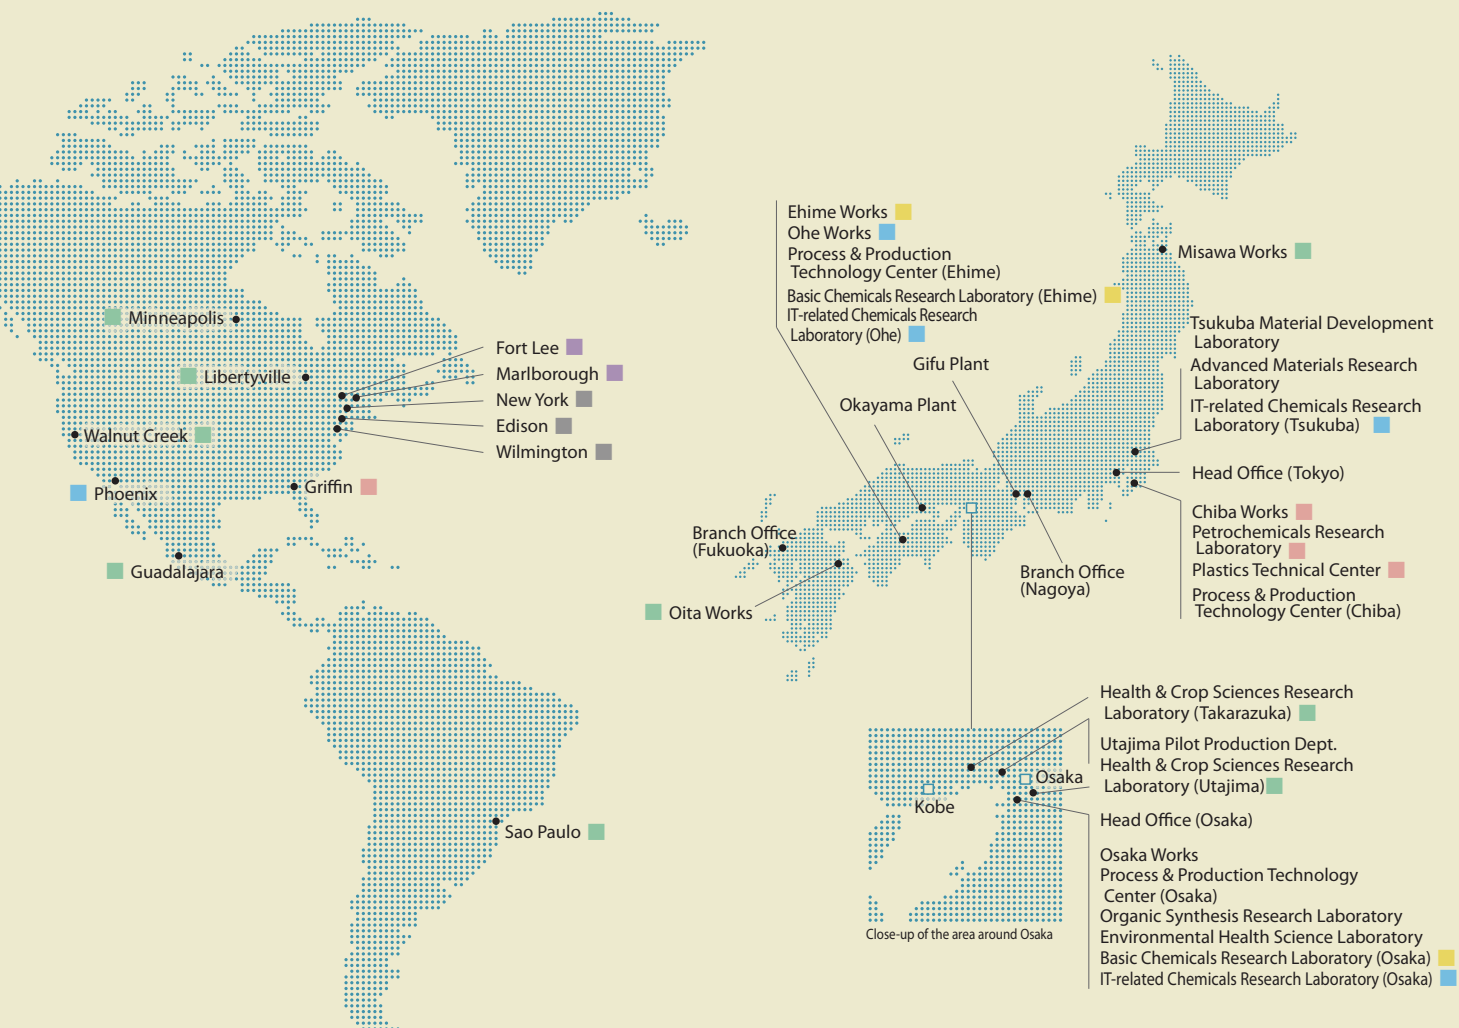 Minneapolis
Libertyville
Walnut Creek
Phoenix
Guadalajara
Griffin
Fort Lee
Marlborough
New York
Edison
Wilmington
Sao Paulo
Ehime Works
Ohe Works
Process & Production
Technology Center (Ehime)
Basic Chemicals Research Laboratory (Ehime)
IT-related Chemicals Research
Laboratory (Ohe)
Gifu Plant
Okayama Plant
Branch Office
(Fukuoka)
Oita Works
Branch Office
(Nagoya)
Misawa Works
Tsukuba Material Development
Laboratory
Advanced Materials Research
Laboratory
IT-related Chemicals Research
Laboratory (Tsukuba)
Head Office (Tokyo)
Chiba Works
Petrochemicals Research
Laboratory
Plastics Technical Center
Process & Production
Technology Center (Chiba)
Health & Crop Sciences Research
Laboratory (Takarazuka)
Utajima Pilot Production Dept.
Health & Crop Sciences Research
Laboratory (Utajima)
Head Office (Osaka)
Osaka Works
Process & Production Technology
Center (Osaka)
Organic Synthesis Research Laboratory
Environmental Health Science Laboratory
Basic Chemicals Research Laboratory (Osaka)
IT-related Chemicals Research Laboratory (Osaka)
Osaka
Kobe
Close-up of the area around Osaka